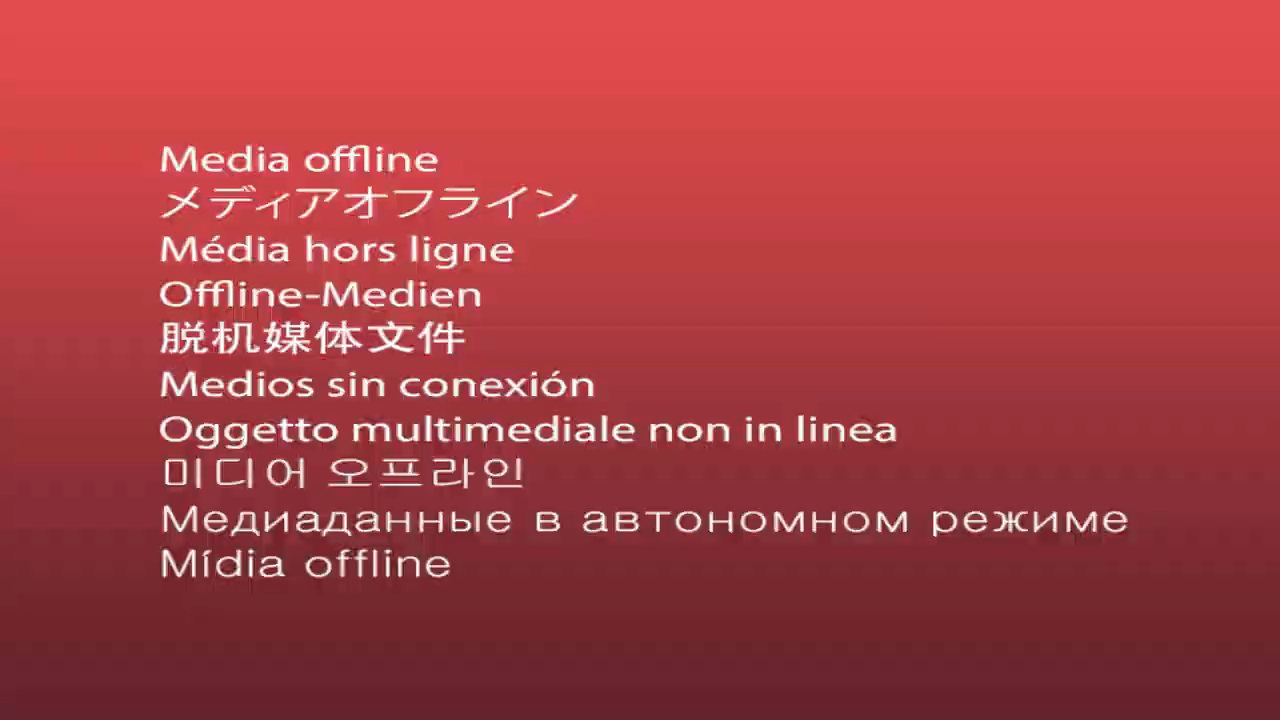 Media offline
メディアオフライン
Média hors ligne
Offline-Medien
脱机媒体文件
Medios sin conexión
Oggetto multimediale non in linea
미디어 오프라인
Медиаданные в автономном режиме
Mídia offline